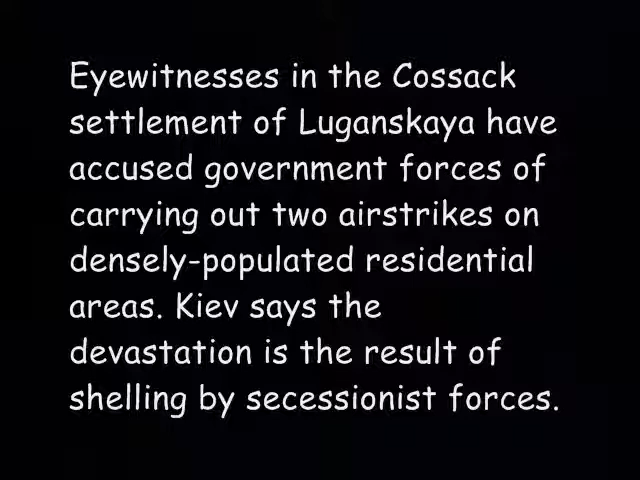 Eyewitnesses in the Cossack
settlement of Luganskaya have
accused government forces of
carrying out two airstrikes on
densely-populated residential
areas. Kiev says the
devastation is the result of
shelling by secessionist forces.